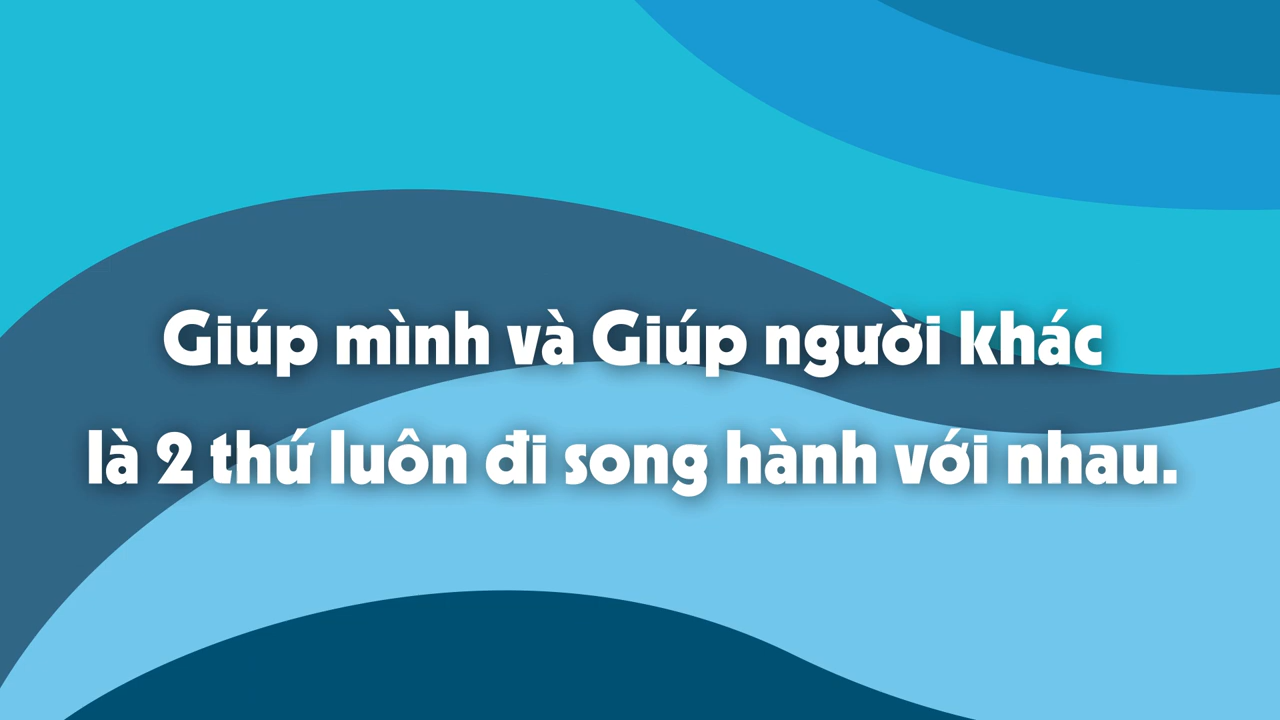 Giúp mình và Giúp người khác
là 2 thứ luôn đi song hành với nhau.